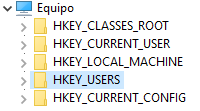 Equipo
HKEY_CLASSES_ROOT
HKEY_CURRENT_USER
HKEY_LOCAL_MACHINE
HKEY_USERS
HKEY_CURRENT_CONFIG